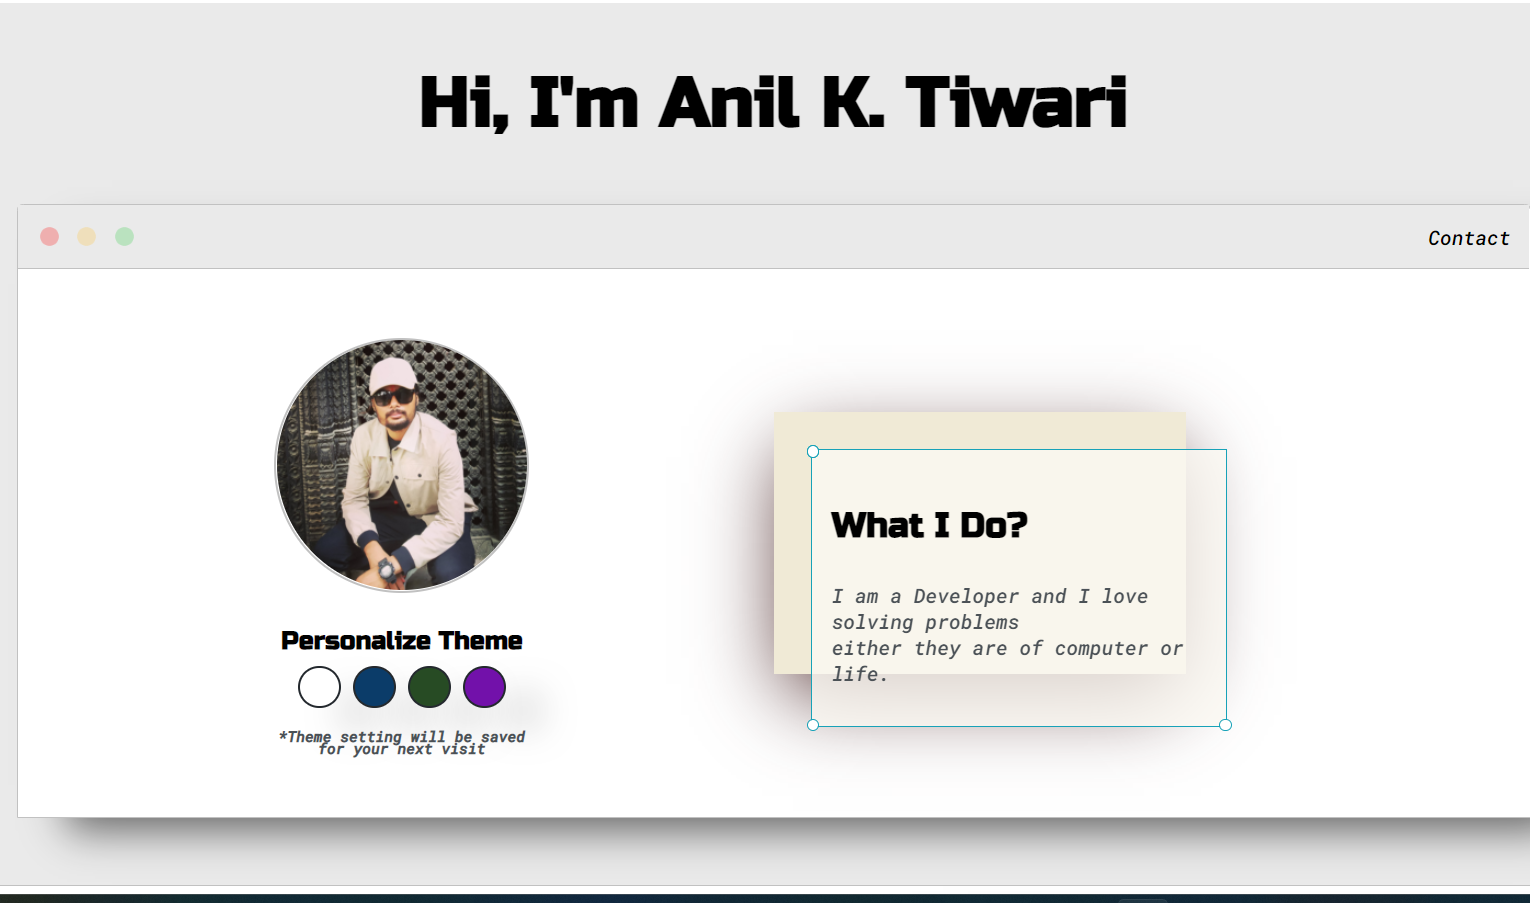 Hi, I'm Anil K. Tiwari
Contact
Personalize Theme
*Theme setting will be saved
for your next visit
What I Do?
I am a Developer and I love
solving problems
either they are of computer or
life.